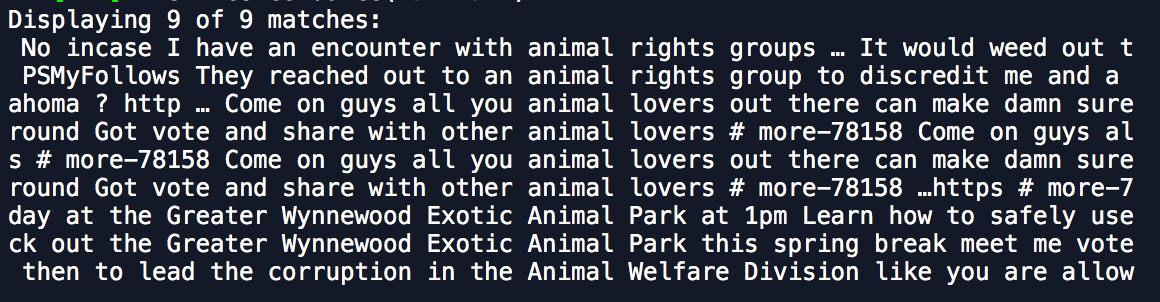 Displaying 9 of 9 matches:
No incase I have an encounter with animal rights groups … It would weed out t
PSMyFollows They reached out to an animal rights group to discredit me and a
ahoma ? http … Come on guys all you animal lovers out there can make damn sure
round Got vote and share with other animal lovers # more-78158 Come on guys al
s # more-78158 Come on guys all you animal lovers out there can make damn sure
round Got vote and share with other animal lovers # more-78158 …https # more-7
day at the Greater Wynnewood Exotic Animal Park at 1pm Learn how to safely use
ck out the Greater Wynnewood Exotic Animal Park this spring break meet me vote
then to lead the corruption in the Animal Welfare Division like you are allow